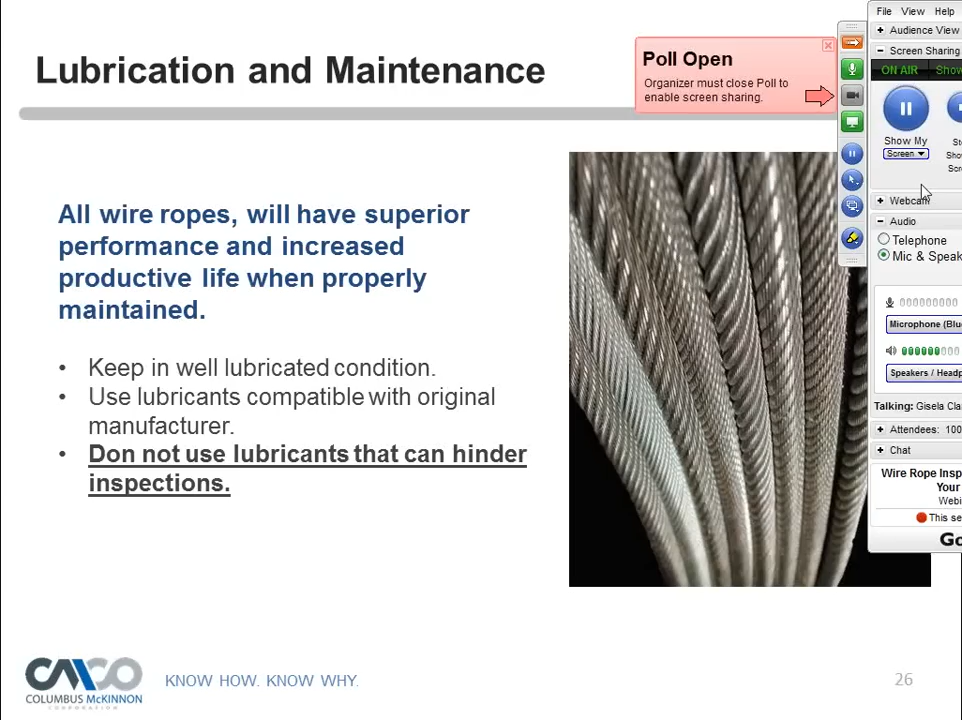 Lubrication and Maintenance
All wire ropes, will have superior
performance and increased
productive life when properly
maintained.
• Keep in well lubricated condition.
• Use lubricants compatible with original
manufacturer.
• Don not use lubricants that can hinder
inspections.
CMCO
COLUMBUS McKINNON
CORPORATION
KNOW HOW. KNOW WHY.
26
Poll Open
Organizer must close Poll to
enable screen sharing.
File View Help
Audience View
Screen Sharing
ON AIR Show
Show My
Screen
Webcam
Audio
Telephone
Mic & Speak
Microphone (Blu
Speakers / Headp
Talking: Gisela Cla
Attendees: 100
Chat
Wire Rope Insp
Your
Webi
This se
Go